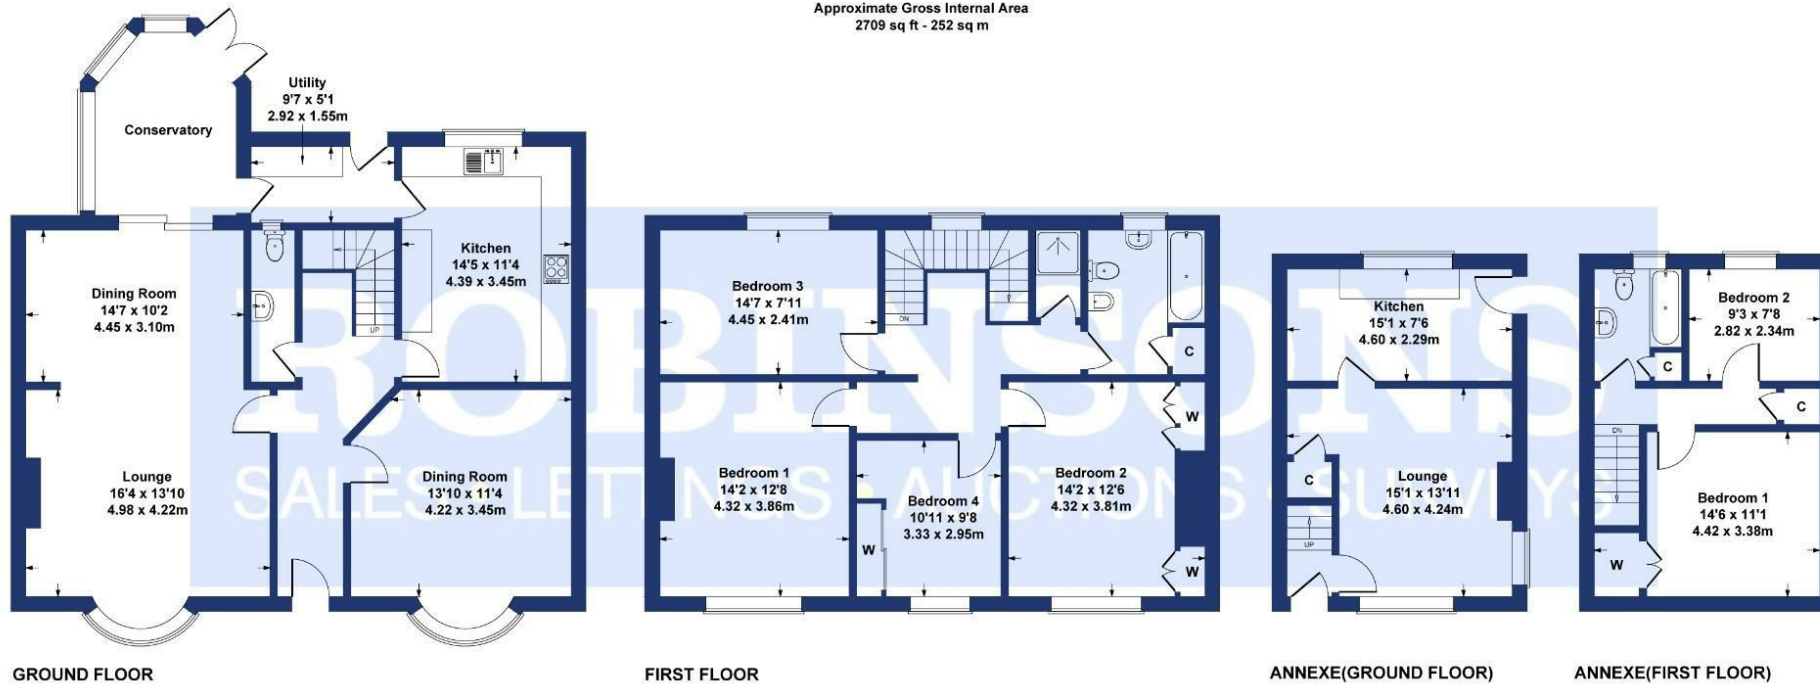 Approximate Gross Internal Area
2709 sq ft - 252 sq m
Utility
9'7 x 5'1
2.92 x 1.55m
Conservatory
Kitchen
14'5 x 11'4
4.39 x 3.45m
Dining Room
14'7 x 10'2
4.45 x 3.10m
UP
Lounge
16'4 x 13'10
4.98 x 4.22m
Dining Room
13'10 x 11'4
4.22 x 3.45m
GROUND FLOOR
Bedroom 3
14'7 x 7'11
4.45 x 2.41m
DN
C
W
Bedroom 1
14'2 x 12'8
4.32 x 3.86m
Bedroom 4
10'11 x 9'8
3.33 x 2.95m
W
Bedroom 2
14'2 x 12'6
4.32 x 3.81m
W
FIRST FLOOR
Kitchen
15'1 x 7'6
4.60 x 2.29m
C
Lounge
15'1 x 13'11
4.60 x 4.24m
UP
ANNEXE(GROUND FLOOR)
Bedroom 2
9'3 x 7'8
2.82 x 2.34m
C
C
DN
Bedroom 1
14'6 x 11'1
4.42 x 3.38m
W
ANNEXE(FIRST FLOOR)
ROBINSONS
SALES • LETTINGS • AUCTIONS • SURVEYS